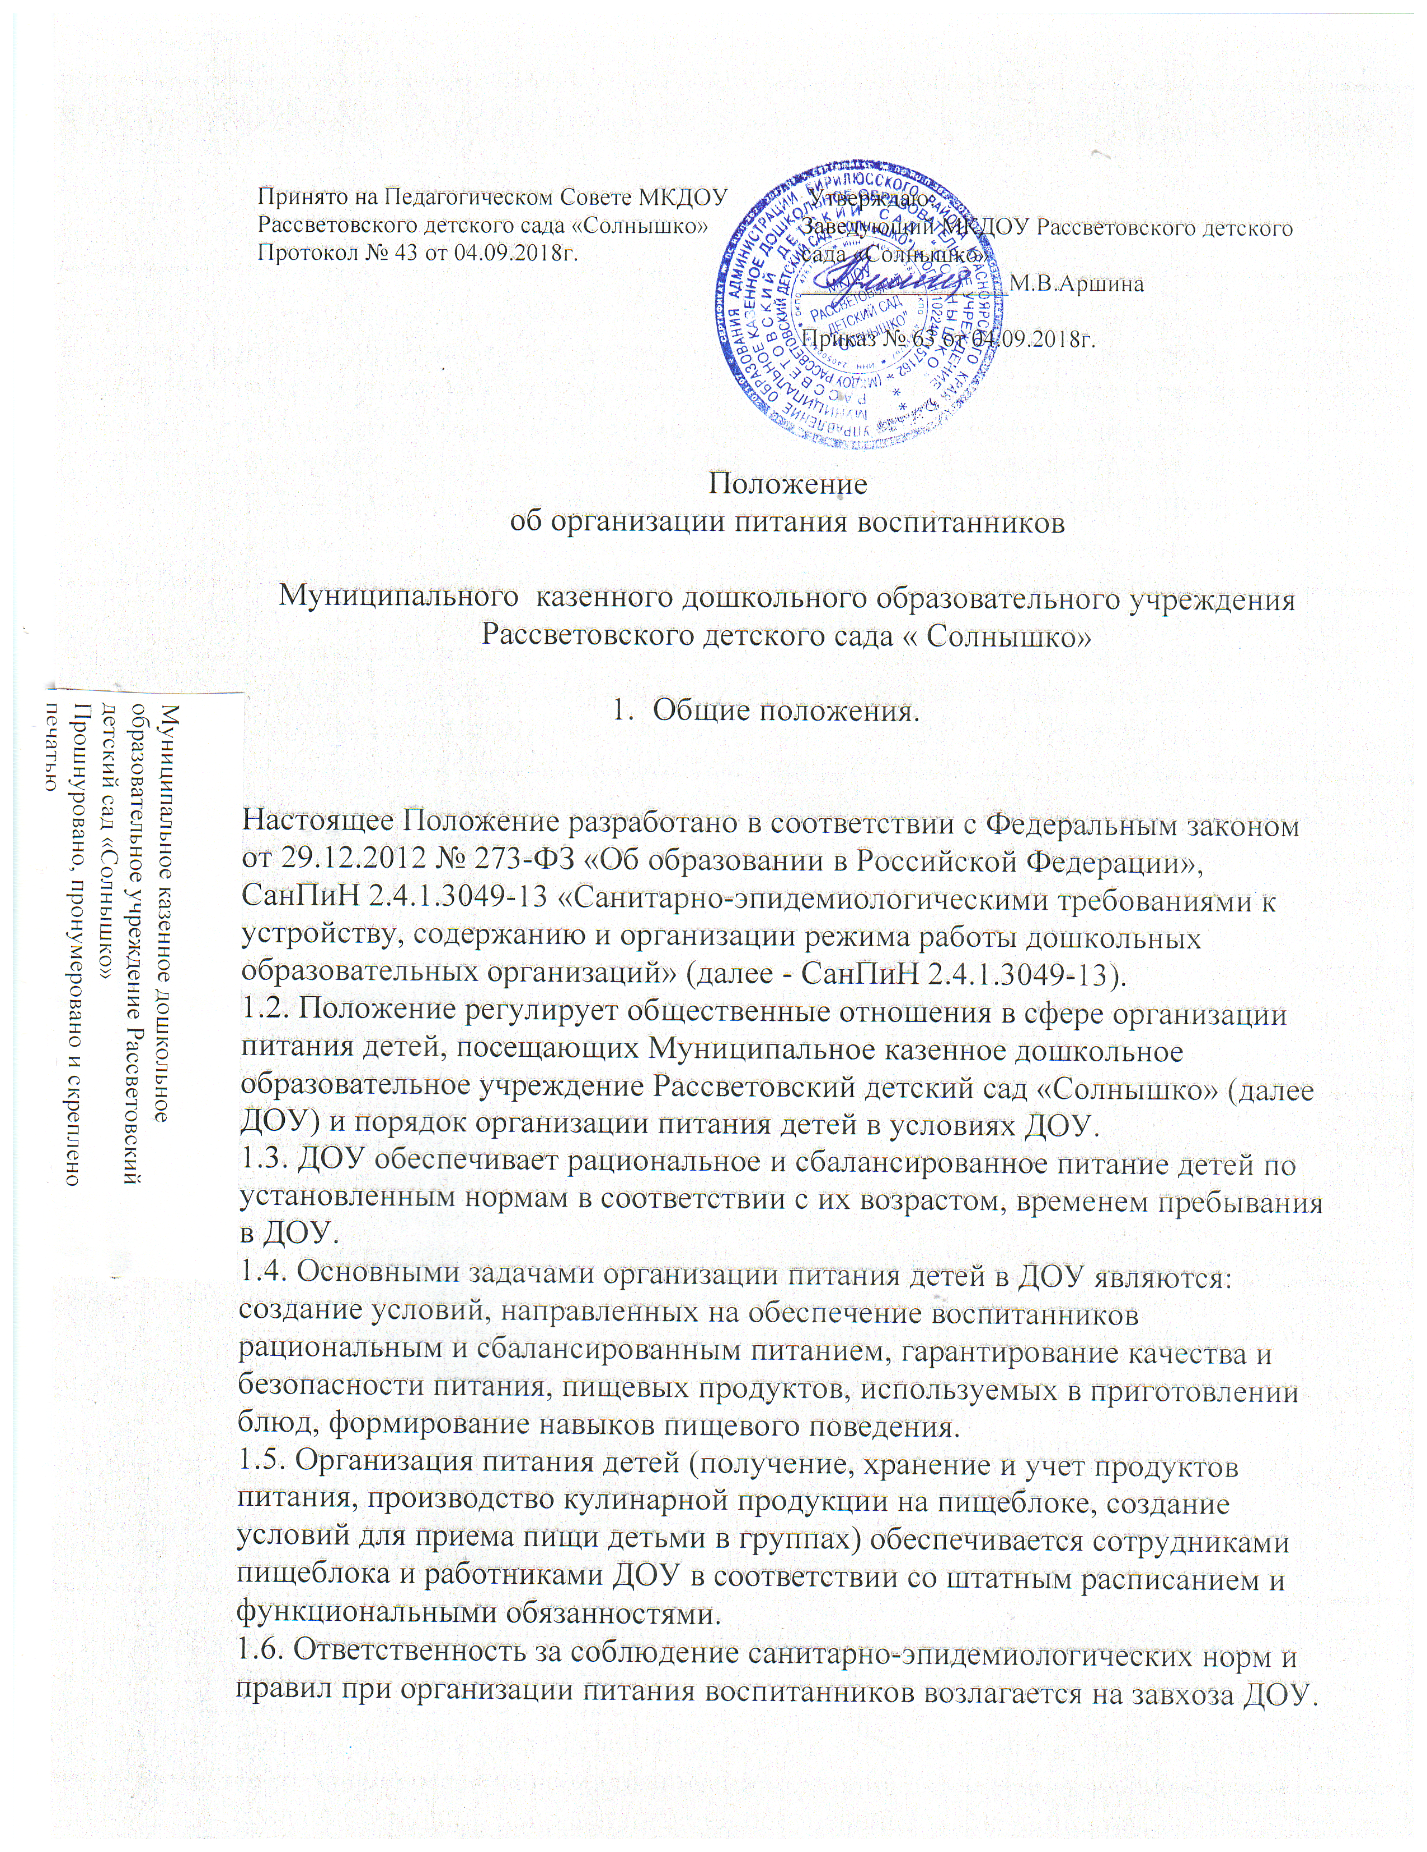 Принято на Педагогическом Совете МКДОУ
Рассветовского детского сада «Солнышко»
Протокол № 43 от 04.09.2018г.
Утверждаю
Заведующий МКДОУ Рассветовского детского
сада «Солнышко»
М.В.Аршина
Приказ № 63 от 04.09.2018г.
МКДОУ
РАССВЕТОВСКИЙ
ДЕТСКИЙ САД
"СОЛНЫШКО"
Положение
об организации питания воспитанников
Муниципального казенного дошкольного образовательного учреждения
Рассветовского детского сада « Солнышко»
1. Общие положения.
Муниципальное казенное дошкольное
образовательное учреждение Рассветовский
детский сад «Солнышко»
Прошнуровано, пронумеровано и скреплено
печатью
Настоящее Положение разработано в соответствии с Федеральным законом
от 29.12.2012 № 273-ФЗ «Об образовании в Российской Федерации»,
СанПиН 2.4.1.3049-13 «Санитарно-эпидемиологическими требованиями к
устройству, содержанию и организации режима работы дошкольных
образовательных организаций» (далее - СанПиН 2.4.1.3049-13).
1.2. Положение регулирует общественные отношения в сфере организации
питания детей, посещающих Муниципальное казенное дошкольное
образовательное учреждение Рассветовский детский сад «Солнышко» (далее
ДОУ) и порядок организации питания детей в условиях ДОУ.
1.3. ДОУ обеспечивает рациональное и сбалансированное питание детей по
установленным нормам в соответствии с их возрастом, временем пребывания
в ДОУ.
1.4. Основными задачами организации питания детей в ДОУ являются:
создание условий, направленных на обеспечение воспитанников
рациональным и сбалансированным питанием, гарантирование качества и
безопасности питания, пищевых продуктов, используемых в приготовлении
блюд, формирование навыков пищевого поведения.
1.5. Организация питания детей (получение, хранение и учет продуктов
питания, производство кулинарной продукции на пищеблоке, создание
условий для приема пищи детьми в группах) обеспечивается сотрудниками
пищеблока и работниками ДОУ в соответствии со штатным расписанием и
функциональными обязанностями.
1.6. Ответственность за соблюдение санитарно-эпидемиологических норм и
правил при организации питания воспитанников возлагается на завхоза ДОУ.